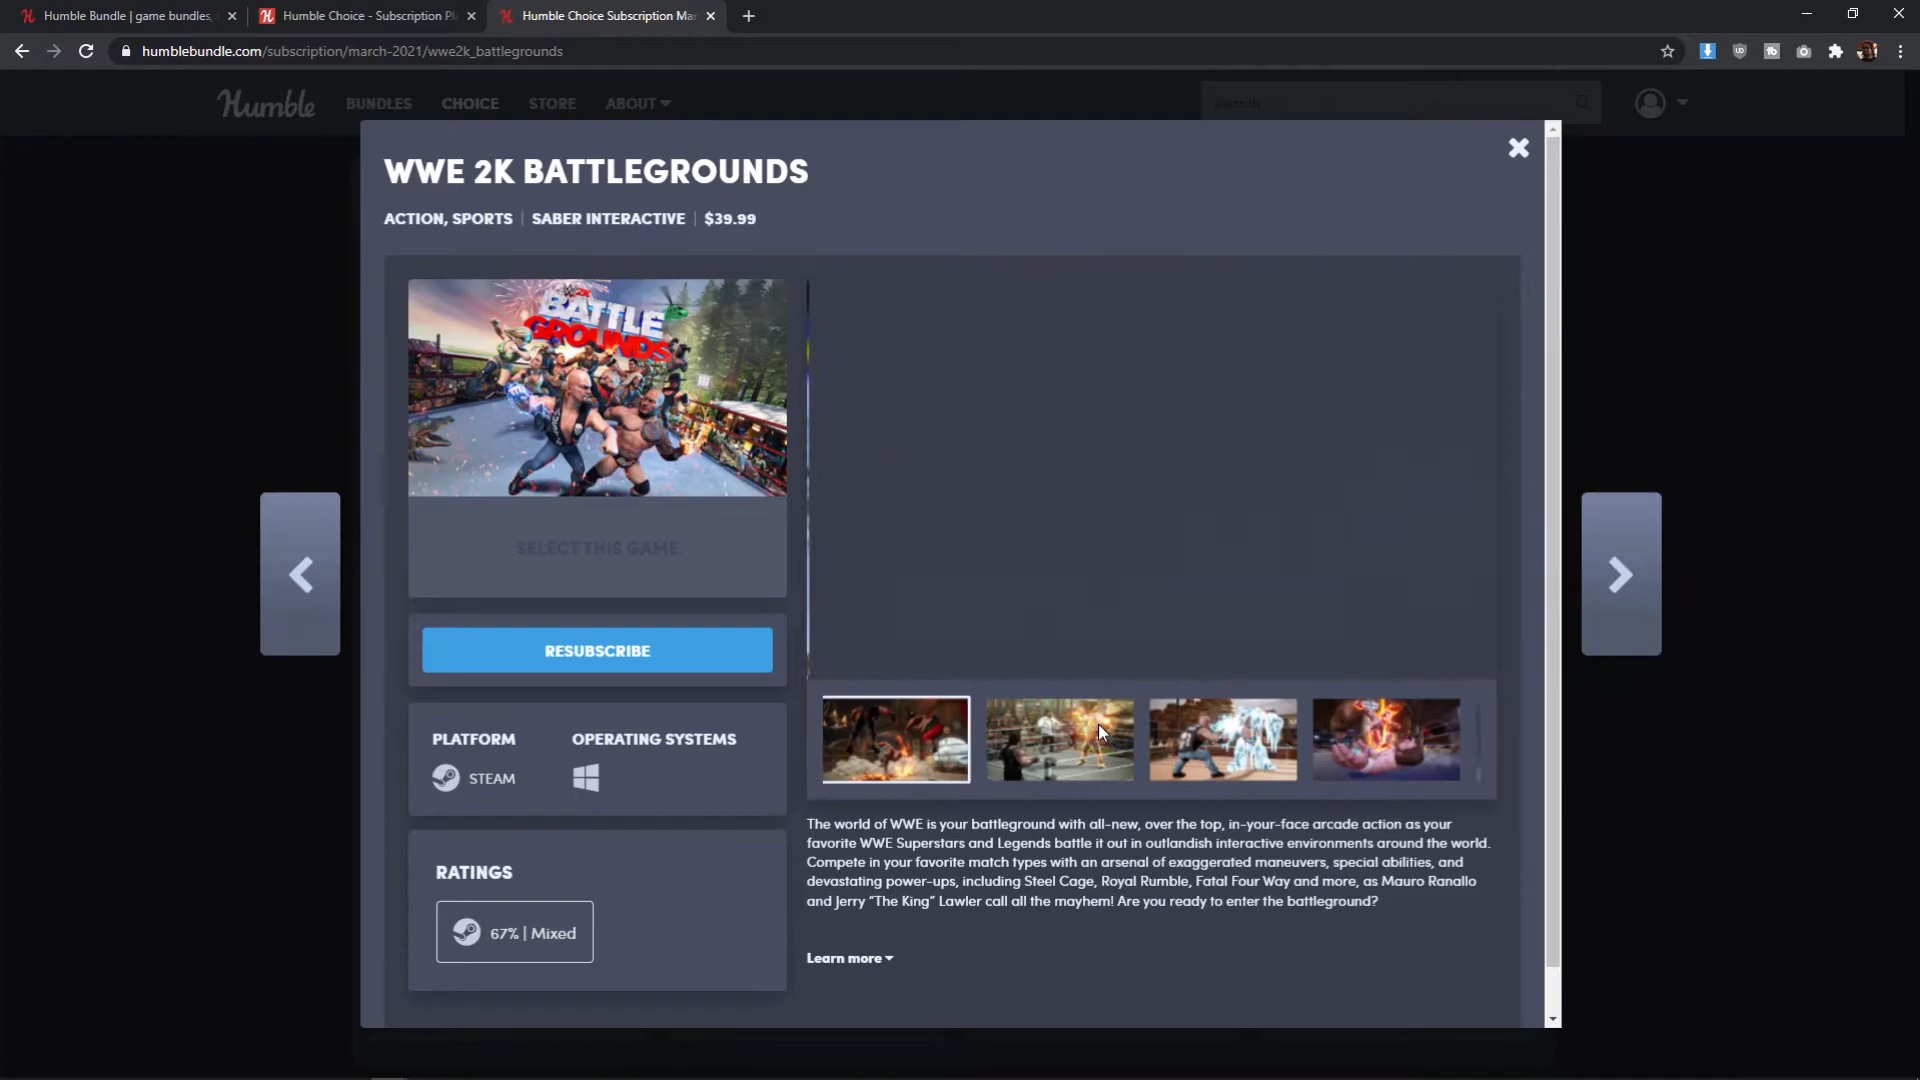 Humble Bundle | game bundles,
Humble Choice - Subscription Pl
Humble Choice Subscription Mar
humblebundle.com/subscription/march-2021/wwe2k_battlegrounds
Humble
BUNDLES
CHOICE
STORE
ABOUT
Search
WWE 2K BATTLEGROUNDS
ACTION, SPORTS | SABER INTERACTIVE | $39.99
W2K
BATTLE
GROUNDS
SELECT THIS GAME
RESUBSCRIBE
PLATFORM
STEAM
OPERATING SYSTEMS
RATINGS
67% | Mixed
The world of WWE is your battleground with all-new, over the top, in-your-face arcade action as your
favorite WWE Superstars and Legends battle it out in outlandish interactive environments around the world.
Compete in your favorite match types with an arsenal of exaggerated maneuvers, special abilities, and
devastating power-ups, including Steel Cage, Royal Rumble, Fatal Four Way and more, as Mauro Ranallo
and Jerry “The King” Lawler call all the mayhem! Are you ready to enter the battleground?
Learn more